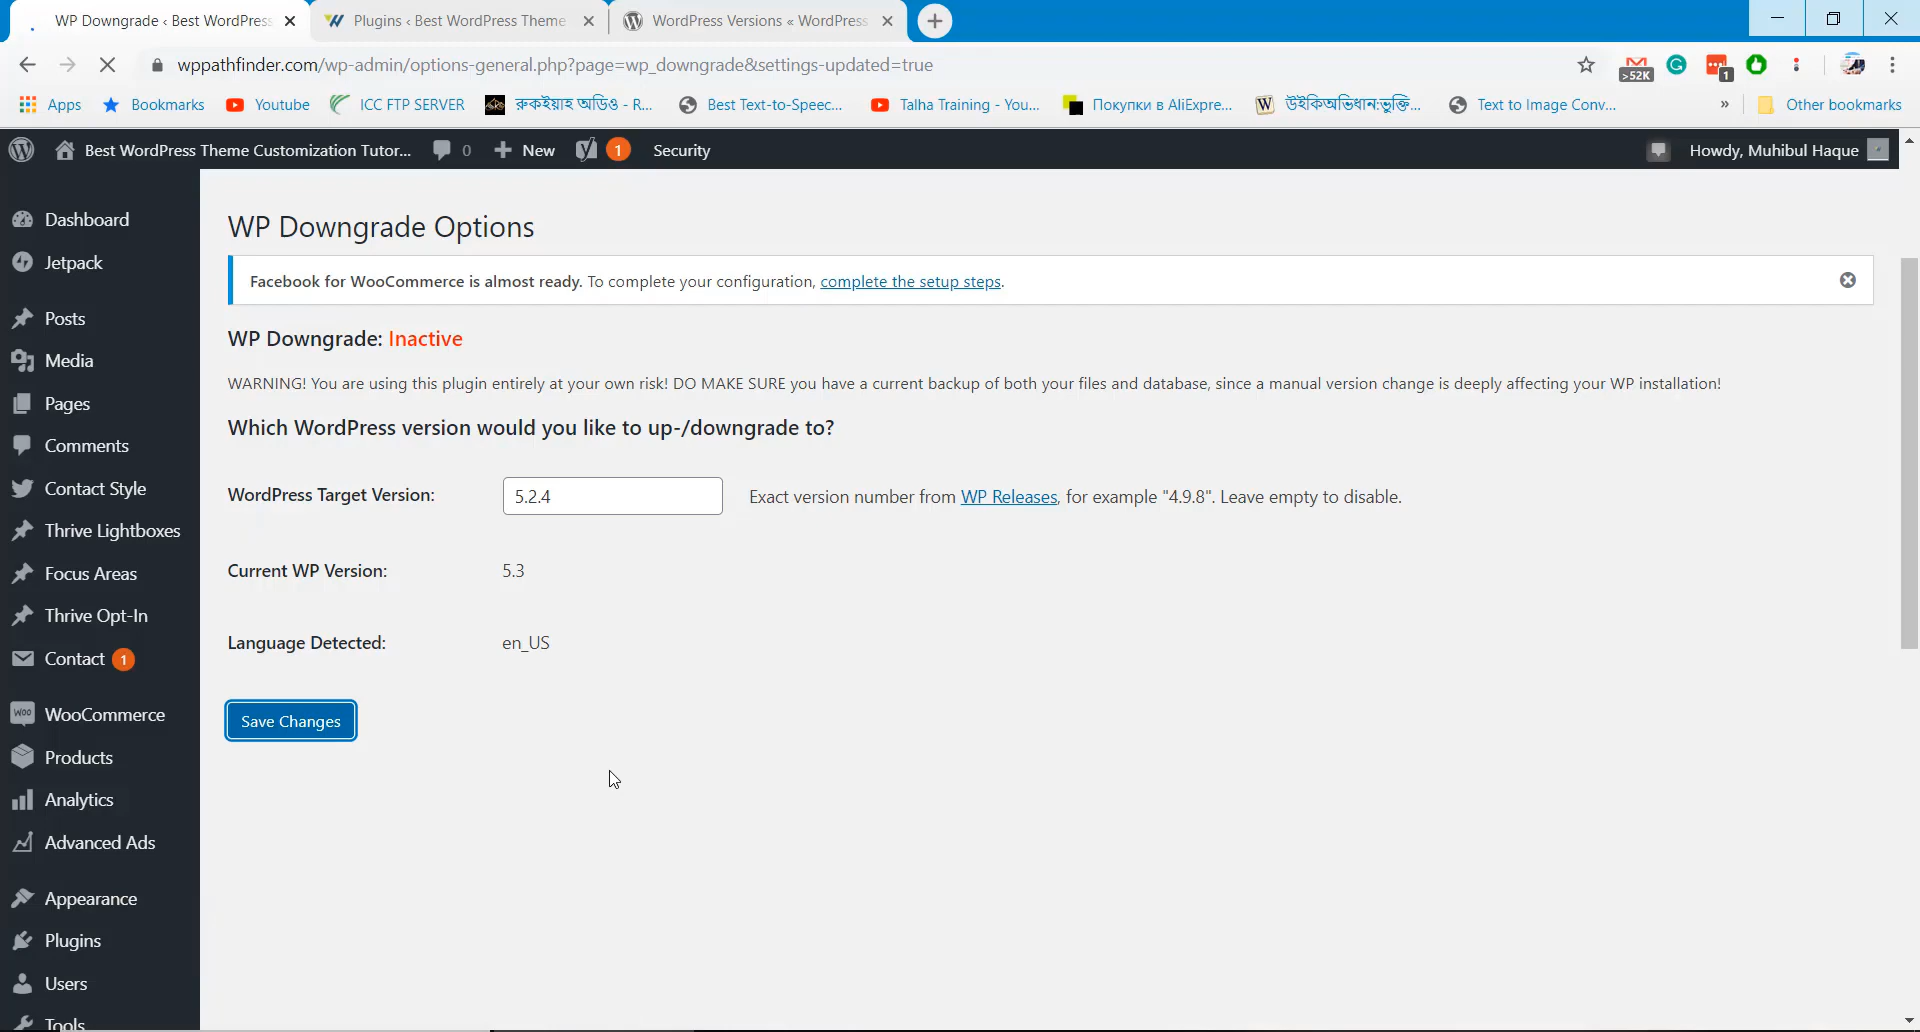 WP Downgrade ‹ Best WordPress
Plugins ‹ Best WordPress Theme
WordPress Versions « WordPress
wppathfinder.com/wp-admin/options-general.php?page=wp_downgrade&settings-updated=true
>52K
1
Apps
Bookmarks
Youtube
ICC FTP SERVER
রুকইয়াহ অডিও - R...
Best Text-to-Speec...
Talha Training - You...
Покупки в AliExpre...
উইকিঅভিধান:ভুক্তি...
Text to Image Conv...
»
Other bookmarks
Best WordPress Theme Customization Tutor...
0
New
1
Security
Howdy, Muhibul Haque
Dashboard
Jetpack
Posts
Media
Pages
Comments
Contact Style
Thrive Lightboxes
Focus Areas
Thrive Opt-In
Contact 1
WooCommerce
Products
Analytics
Advanced Ads
Appearance
Plugins
Users
Tools
WP Downgrade Options
Facebook for WooCommerce is almost ready. To complete your configuration, complete the setup steps.
WP Downgrade: Inactive
WARNING! You are using this plugin entirely at your own risk! DO MAKE SURE you have a current backup of both your files and database, since a manual version change is deeply affecting your WP installation!
Which WordPress version would you like to up-/downgrade to?
WordPress Target Version: 5.2.4 Exact version number from WP Releases, for example "4.9.8". Leave empty to disable.
Current WP Version: 5.3
Language Detected: en_US
Save Changes